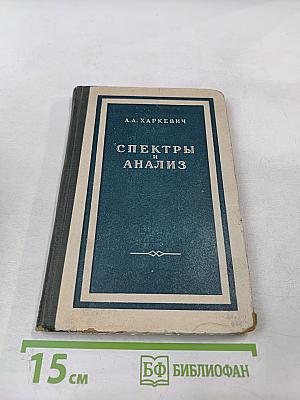 А.А. ХАРКЕВИЧ
СПЕКТРЫ
И
АНАЛИЗ
15 см
БФ БИБЛИОФАН